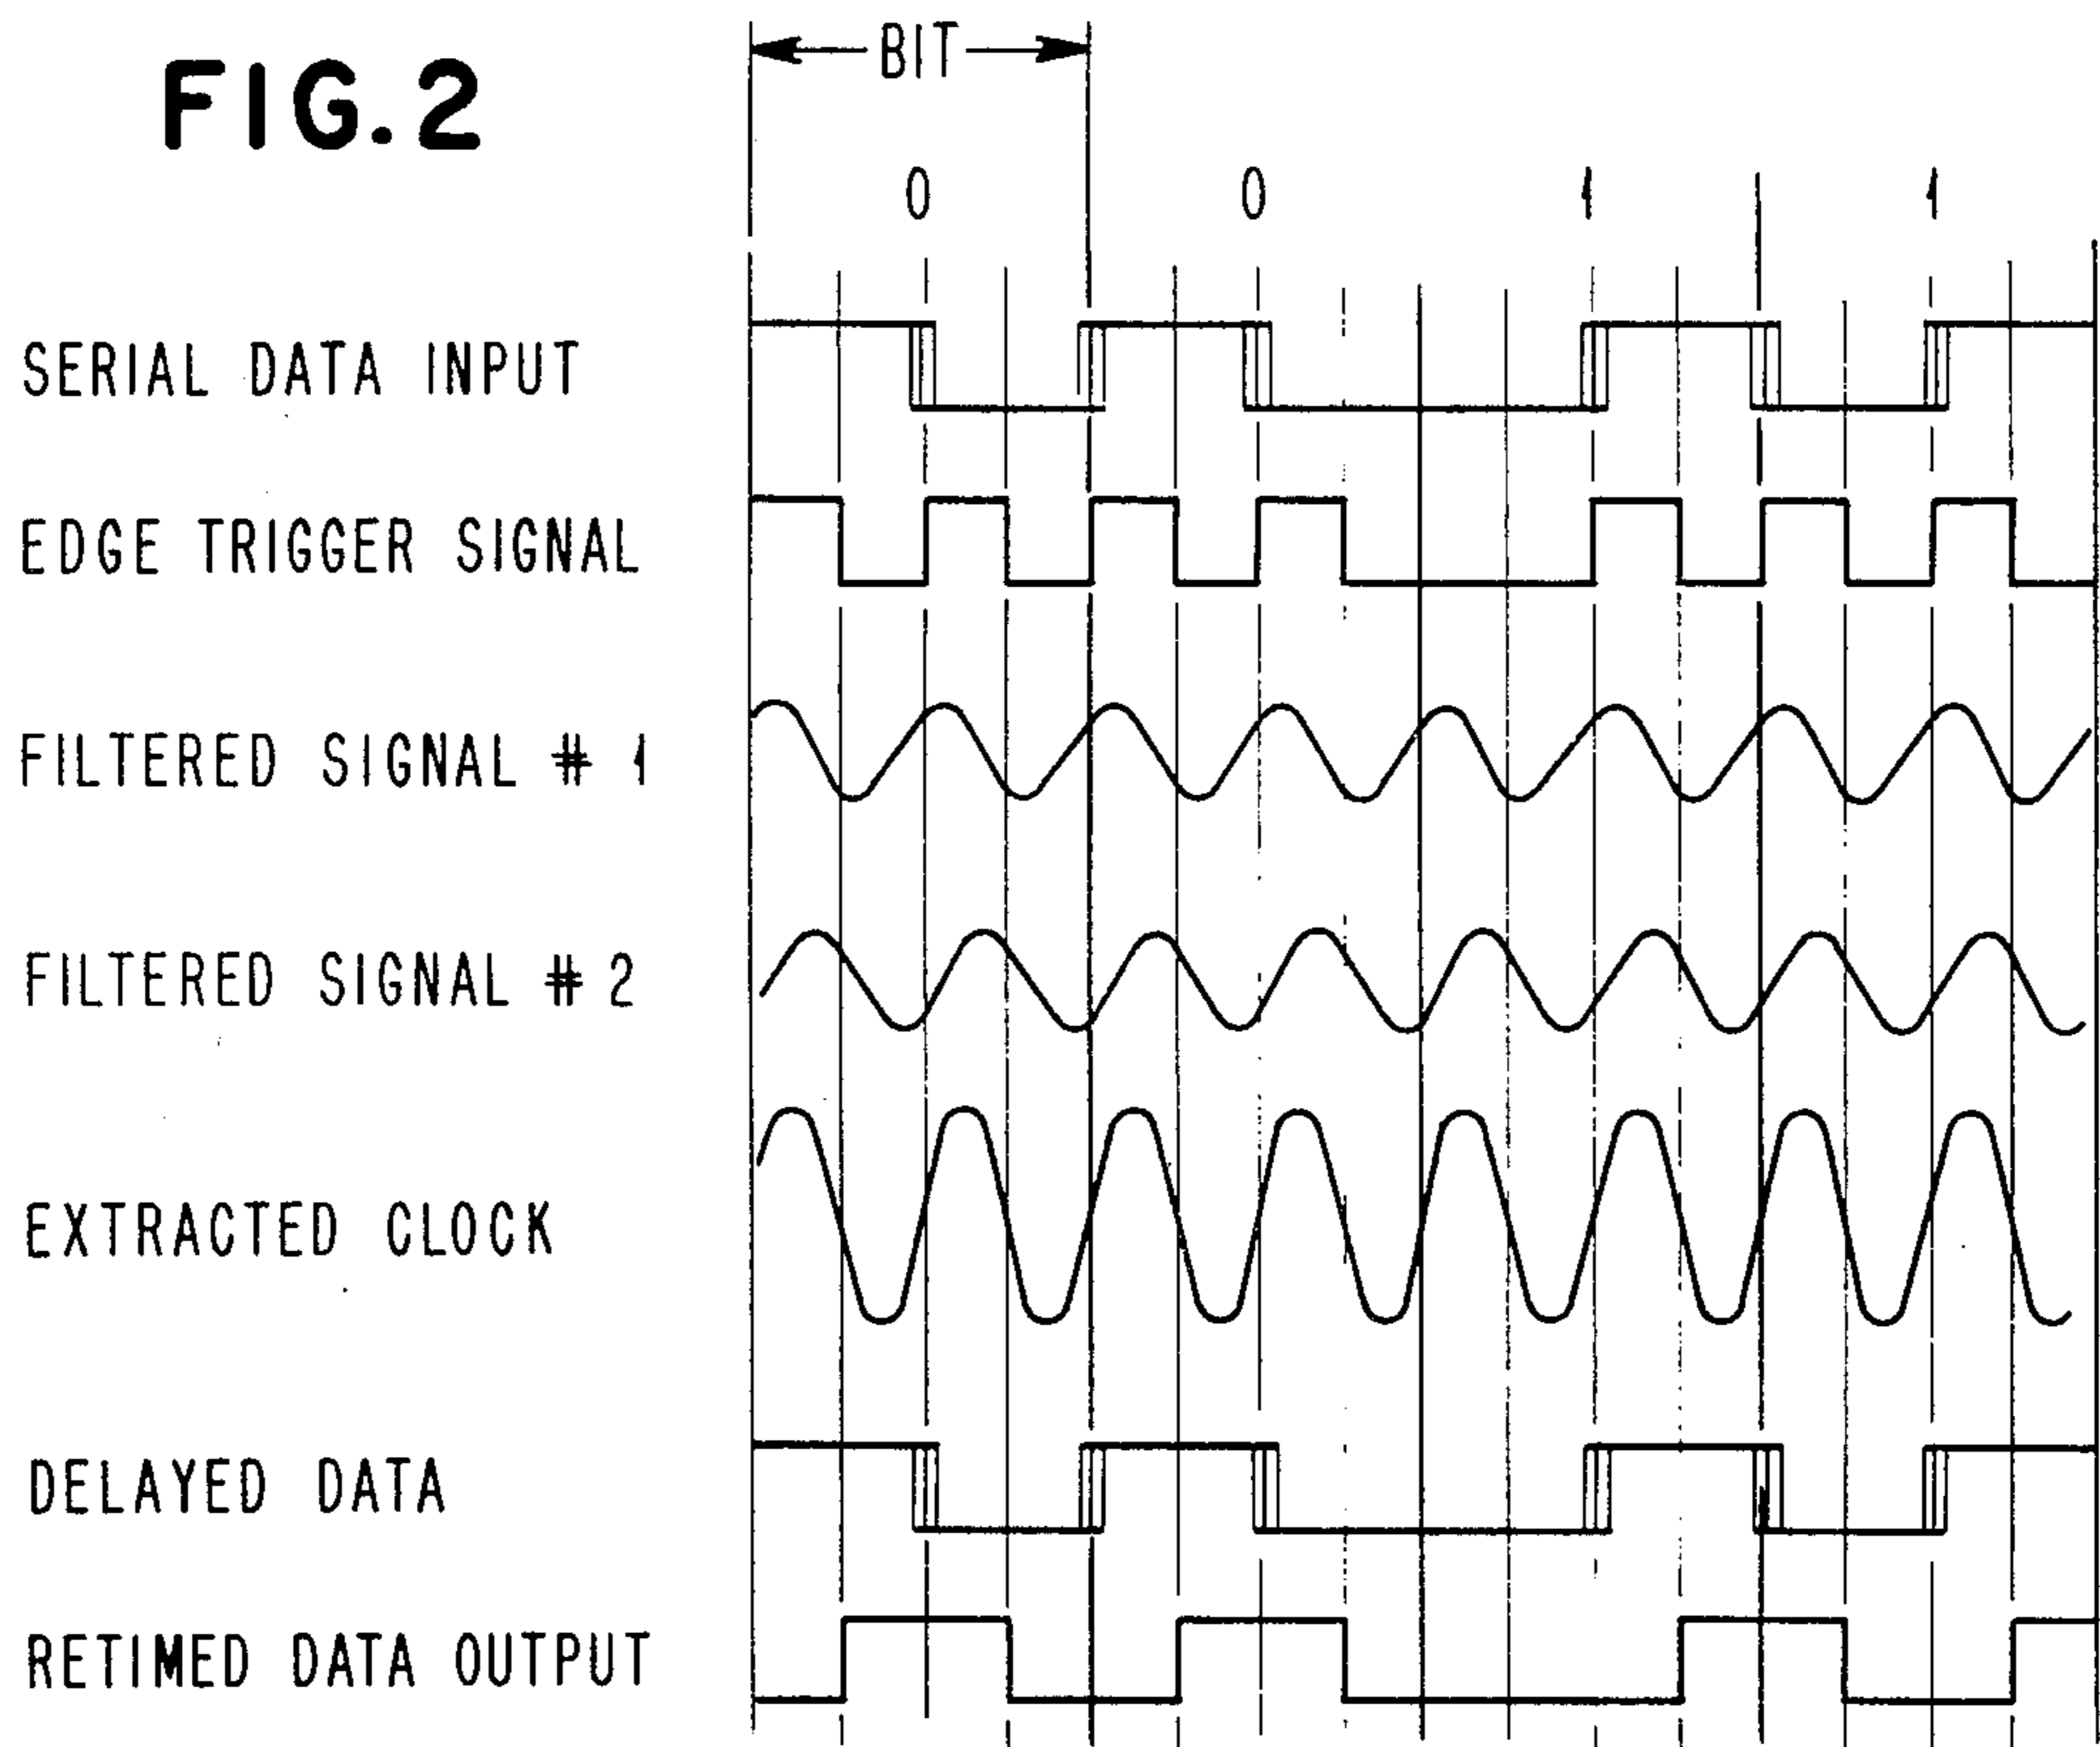 FIG.2
BIT
0 0 1 1
SERIAL DATA INPUT
EDGE TRIGGER SIGNAL
FILTERED SIGNAL # 1
FILTERED SIGNAL # 2
EXTRACTED CLOCK
DELAYED DATA
RETIMED DATA OUTPUT